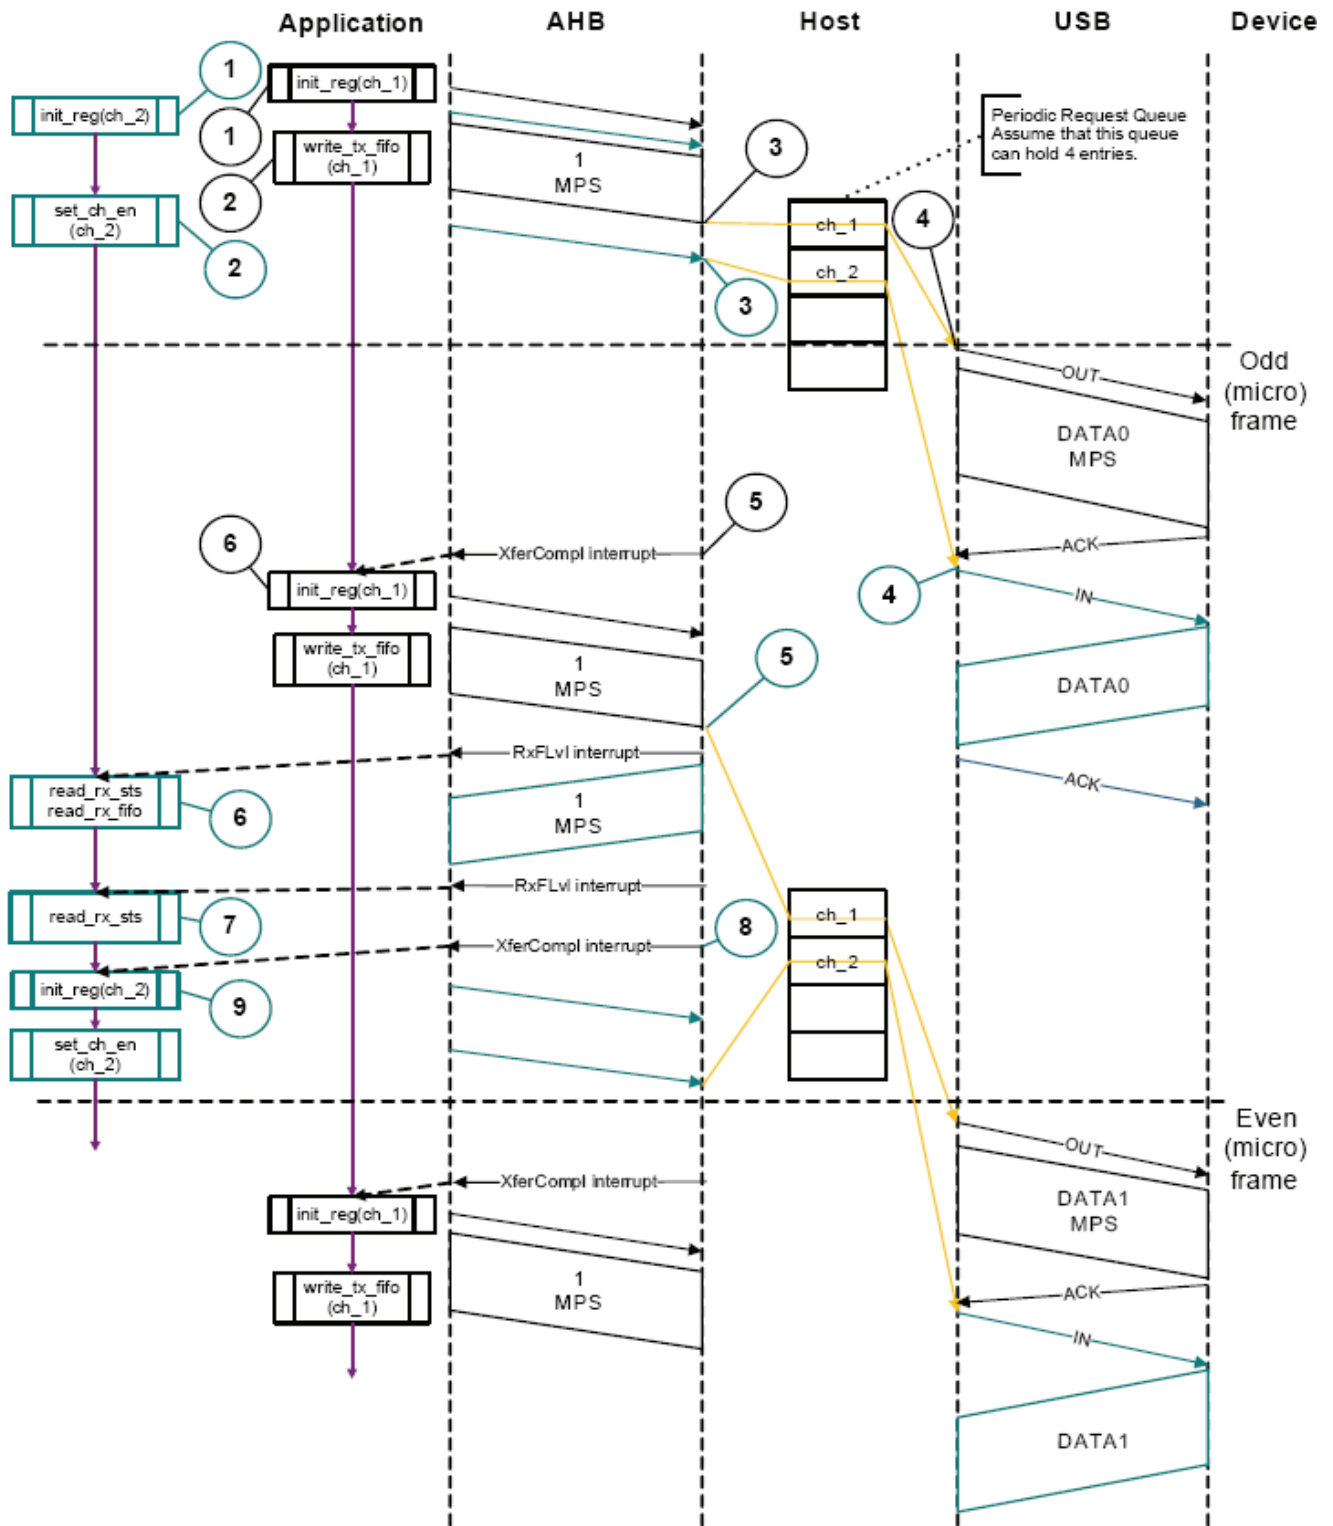 Application AHB Host USB Device
1
init_reg(ch_1)
init_reg(ch_2)
1
Periodic Request Queue
Assume that this queue
can hold 4 entries.
write_tx_fifo
(ch_1)
1
MPS
3
2
set_ch_en
(ch_2)
2
ch_1
4
ch_2
3
Odd
(micro)
frame
OUT
DATA0
MPS
5
6
XferCompl interrupt
ACK
init_reg(ch_1)
4
IN
write_tx_fifo
(ch_1)
1
MPS
5
DATA0
RxFLvl interrupt
ACK
read_rx_sts
read_rx_fifo
6
1
MPS
RxFLvl interrupt
read_rx_sts
7
ch_1
8
XferCompl interrupt
ch_2
init_reg(ch_2)
9
set_ch_en
(ch_2)
Even
(micro)
frame
OUT
XferCompl interrupt
init_reg(ch_1)
DATA1
MPS
write_tx_fifo
(ch_1)
1
MPS
ACK
IN
DATA1